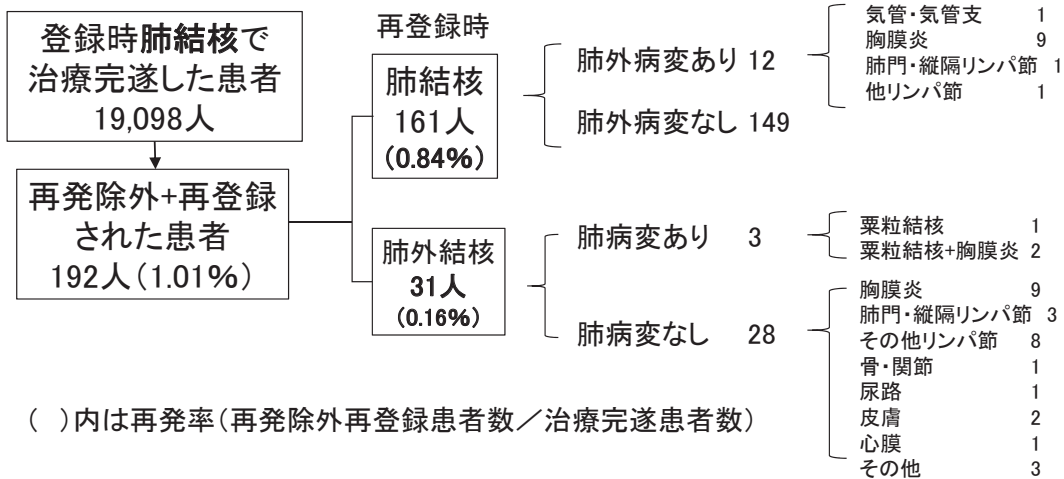 登録時肺結核で
治療完遂した患者
19,098人
再発除外+再登録
された患者
192人(1.01%)
再登録時
肺結核
161人
(0.84%)
肺外病変あり 12
気管・気管支 1
胸膜炎 9
肺門・縦隔リンパ節 1
他リンパ節 1
肺外病変なし 149
肺外結核
31人
(0.16%)
肺病変あり 3
粟粒結核 1
粟粒結核+胸膜炎 2
肺病変なし 28
胸膜炎 9
肺門・縦隔リンパ節 3
その他リンパ節 8
骨・関節 1
尿路 1
皮膚 2
心膜 1
その他 3
( )内は再発率(再発除外再登録患者数/治療完遂患者数)